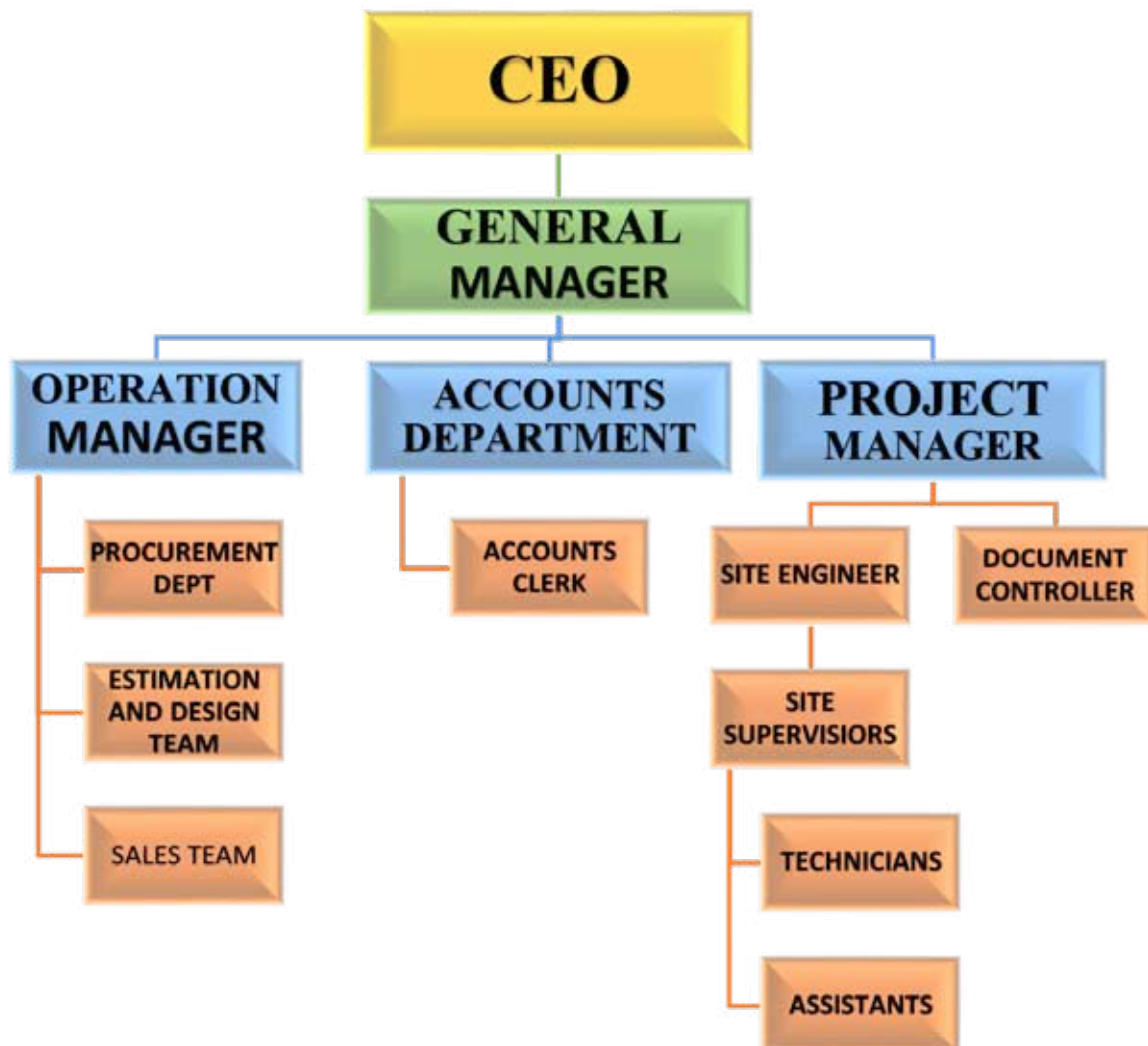 CEO
GENERAL
MANAGER
OPERATION
MANAGER
ACCOUNTS
DEPARTMENT
PROJECT
MANAGER
PROCUREMENT
DEPT
ACCOUNTS
CLERK
SITE ENGINEER
DOCUMENT
CONTROLLER
ESTIMATION
AND DESIGN
TEAM
SITE
SUPERVISIORS
SALES TEAM
TECHNICIANS
ASSISTANTS